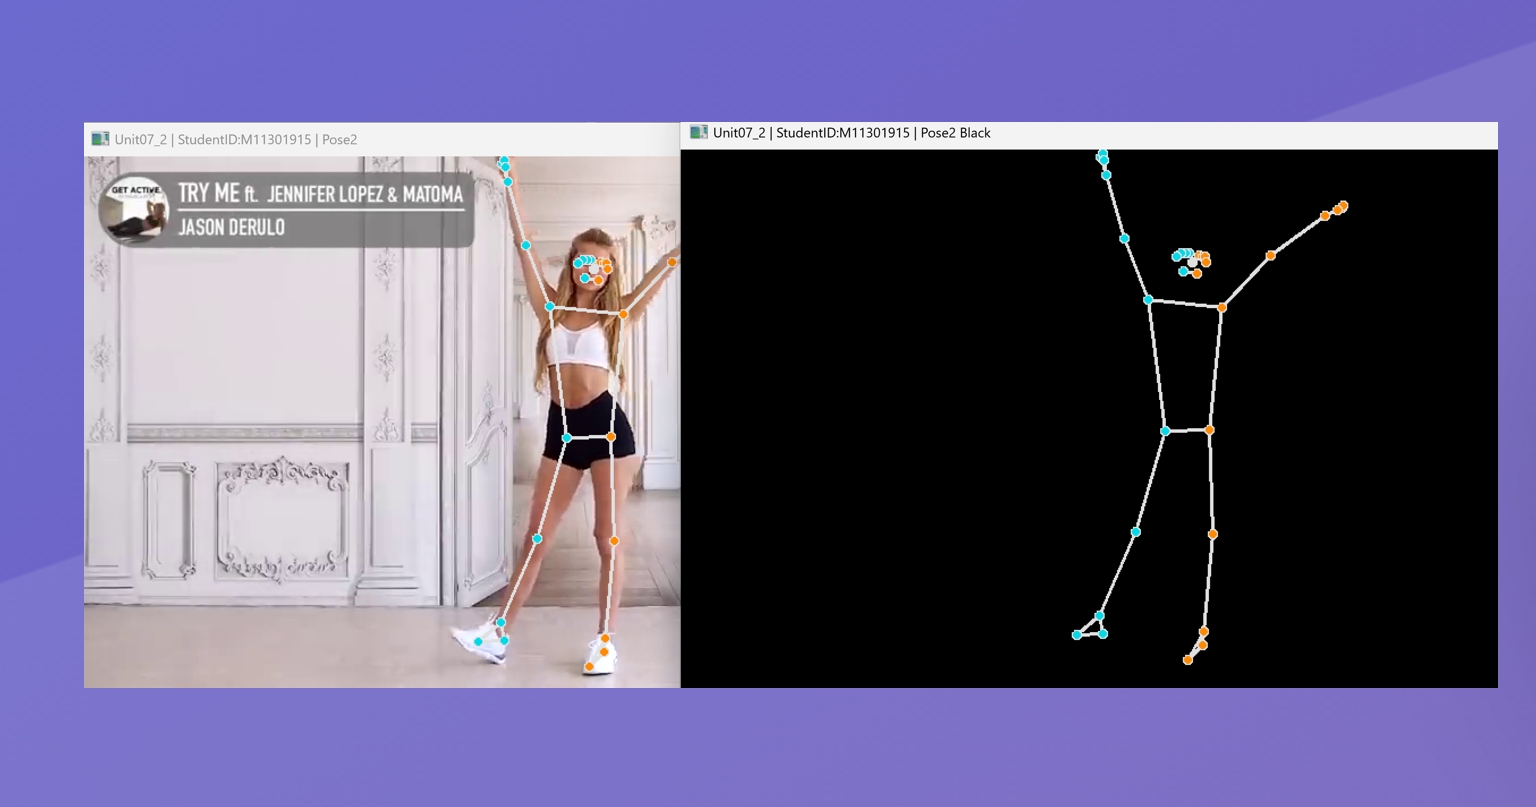 Unit07_2 | StudentID:M11301915 | Pose2
Unit07_2 | StudentID:M11301915 | Pose2 Black
GET ACTIVE.
TRY ME ft. JENNIFER LOPEZ & MATOMA
JASON DERULO